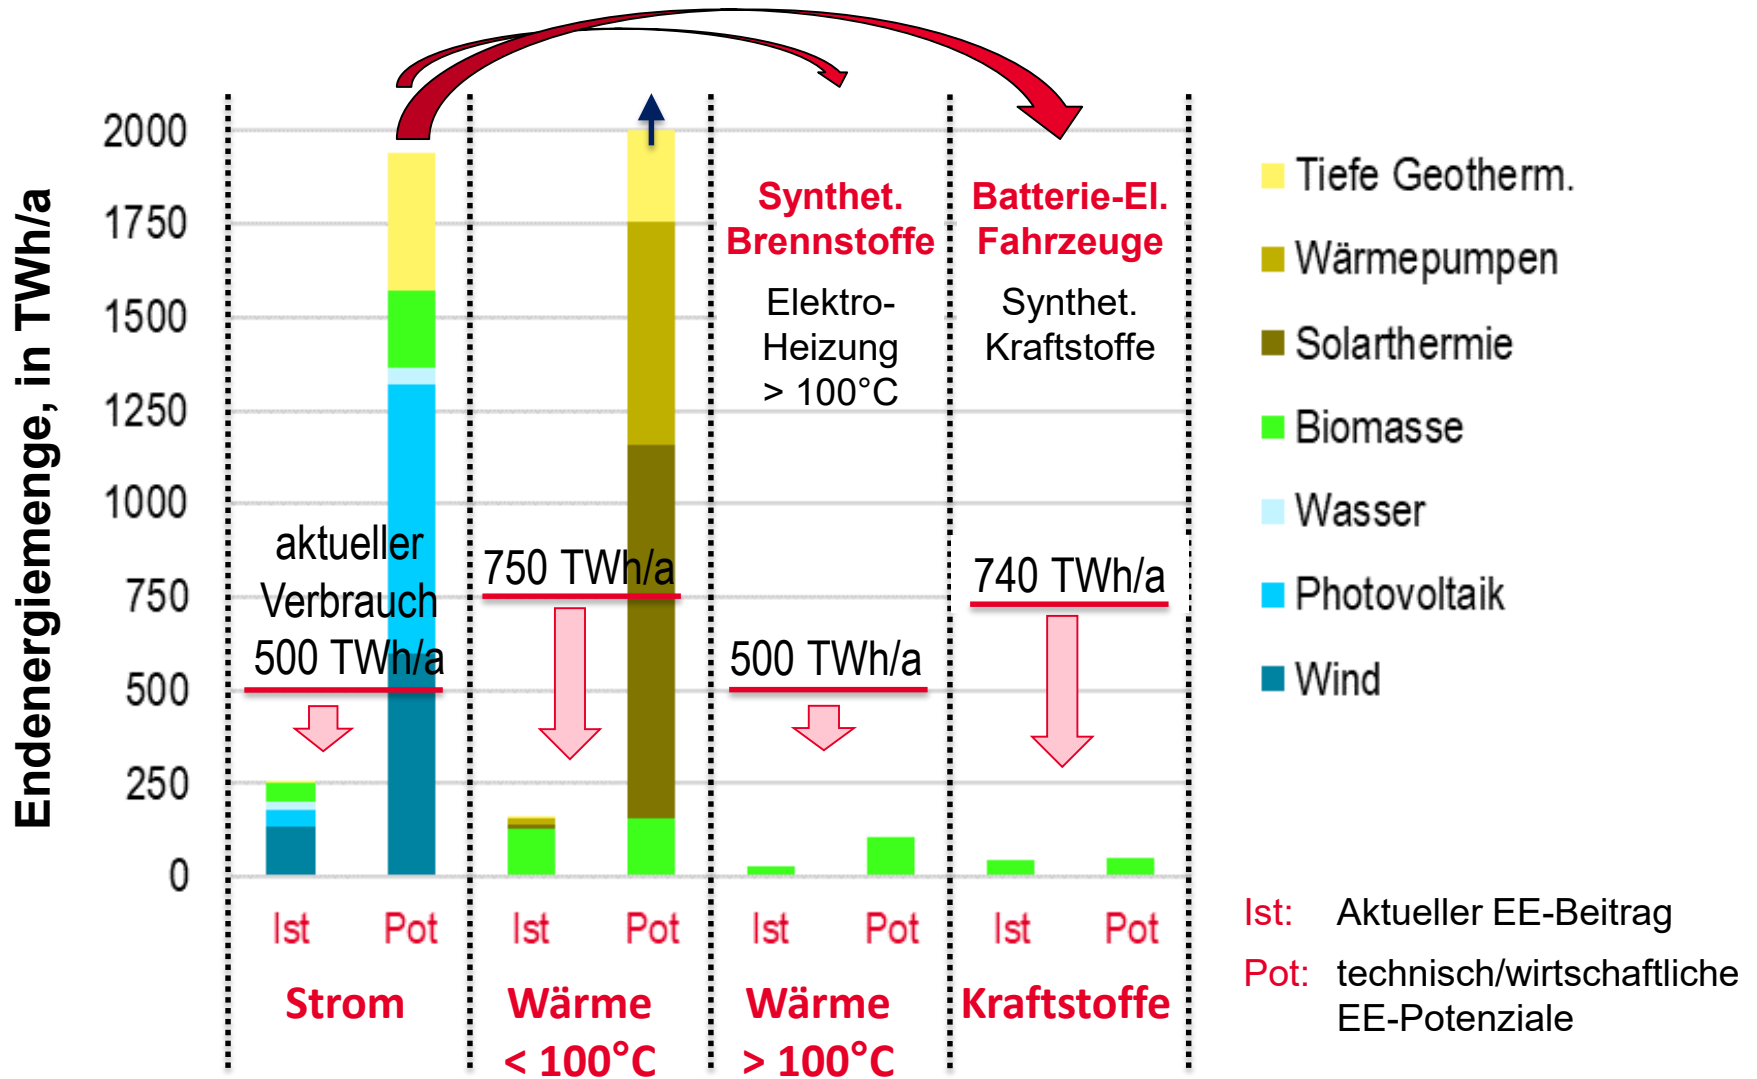 Endenergiemenge, in TWh/a
2000
1750
1500
1250
1000
750
500
250
0
aktueller
Verbrauch
500 TWh/a
750 TWh/a
500 TWh/a
740 TWh/a
Synthet.
Brennstoffe
Elektro-
Heizung
> 100°C
Batterie-El.
Fahrzeuge
Synthet.
Kraftstoffe
Ist Pot Ist Pot Ist Pot Ist Pot
Strom
Wärme
< 100°C
Wärme
> 100°C
Kraftstoffe
Tiefe Geotherm.
Wärmepumpen
Solarthermie
Biomasse
Wasser
Photovoltaik
Wind
Ist: Aktueller EE-Beitrag
Pot: technisch/wirtschaftliche
EE-Potenziale